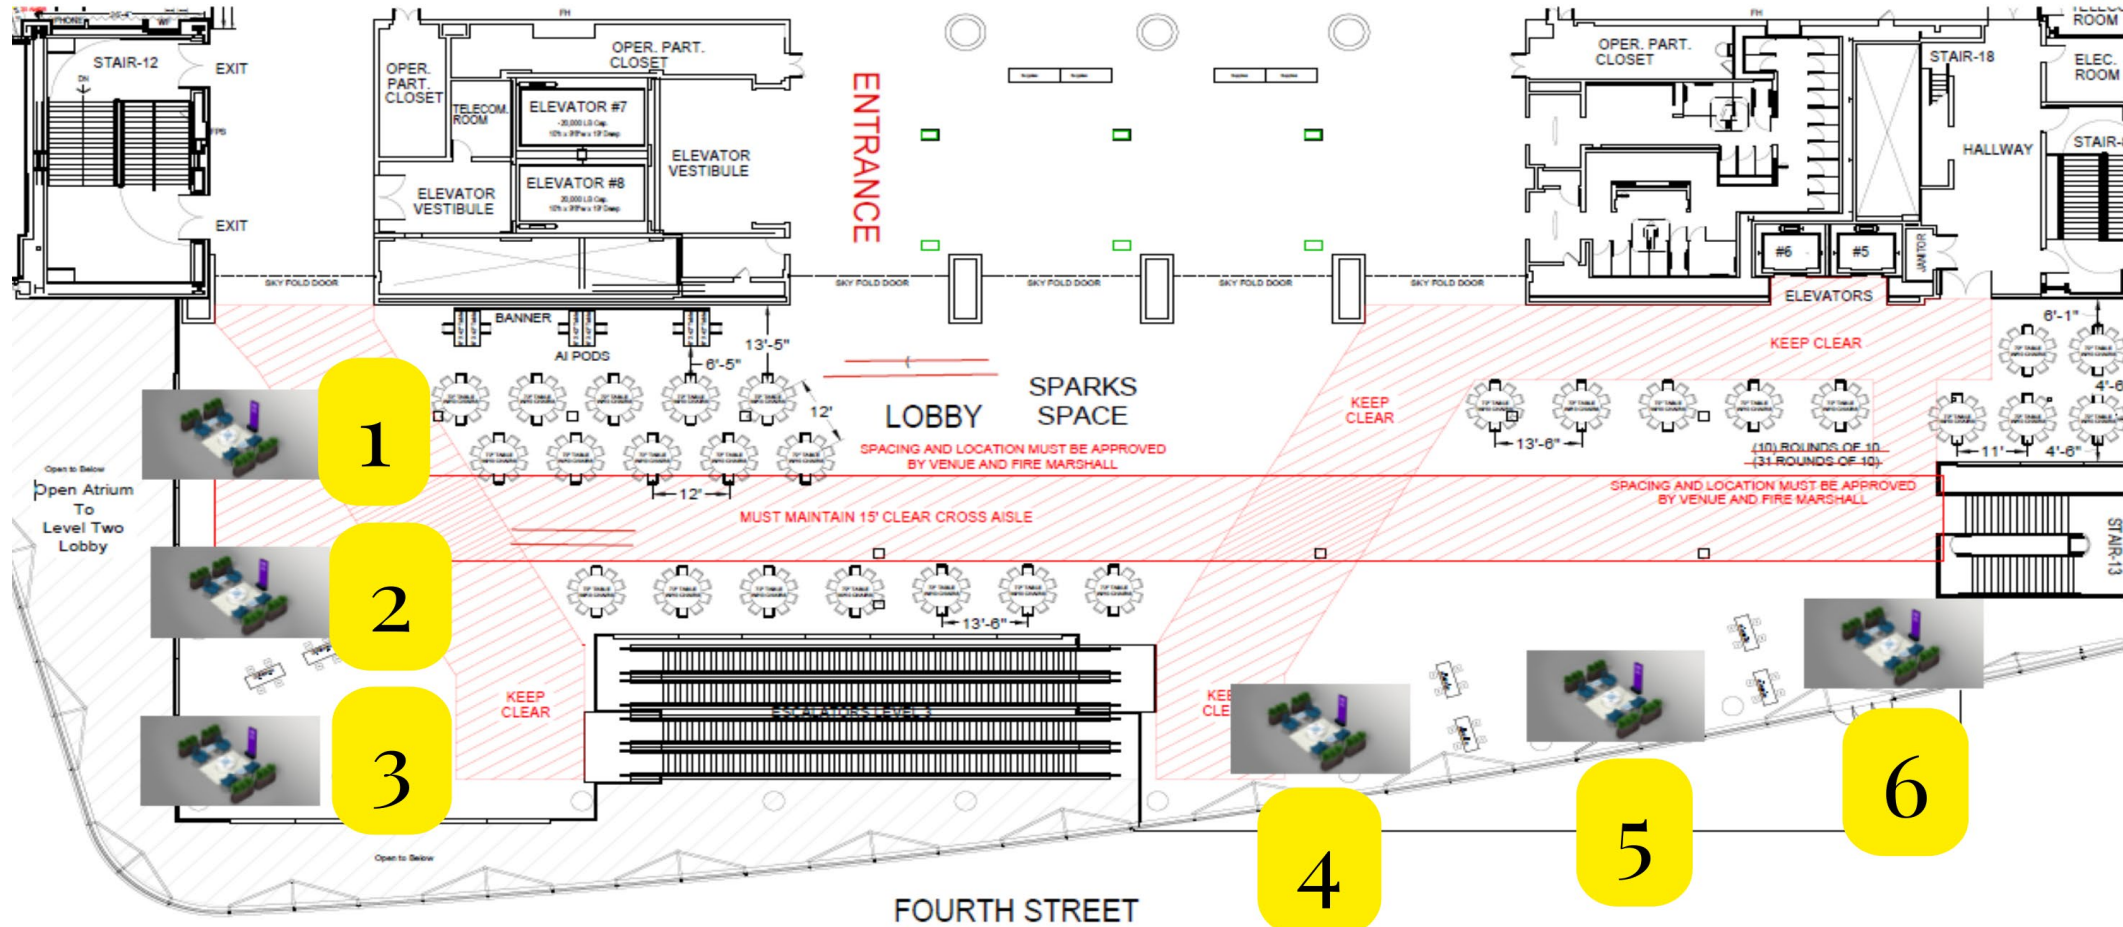 PHONE
STAIR-12
DN
EXIT
EXIT
FPS
FH
OPER.
PART.
CLOSET
OPER. PART.
CLOSET
TELECOM.
ROOM
ELEVATOR #7
ELEVATOR #8
ELEVATOR
VESTIBULE
ELEVATOR
VESTIBULE
ENTRANCE
FH
OPER. PART.
CLOSET
STAIR-18
ROOM
ELEC.
ROOM
HALLWAY
#6
#5
JANITOR
ELEVATORS
SKY FOLD DOOR
SKY FOLD DOOR
SKY FOLD DOOR
SKY FOLD DOOR
BANNER
AI PODS
13'-5"
6'-5"
12'
12'
LOBBY
SPARKS
SPACE
SPACING AND LOCATION MUST BE APPROVED
BY VENUE AND FIRE MARSHALL
KEEP
CLEAR
KEEP CLEAR
6'-1"
13'-6"
11'
4'-6"
(10) ROUNDS OF 10
(31 ROUNDS OF 10)
SPACING AND LOCATION MUST BE APPROVED
BY VENUE AND FIRE MARSHALL
MUST MAINTAIN 15' CLEAR CROSS AISLE
STAIR-13
Open to Below
Open Atrium
To
Level Two
Lobby
1
2
3
13'-6"
KEEP
CLEAR
ESCALATORS LEVEL 3
4
5
6
Open to Below
FOURTH STREET